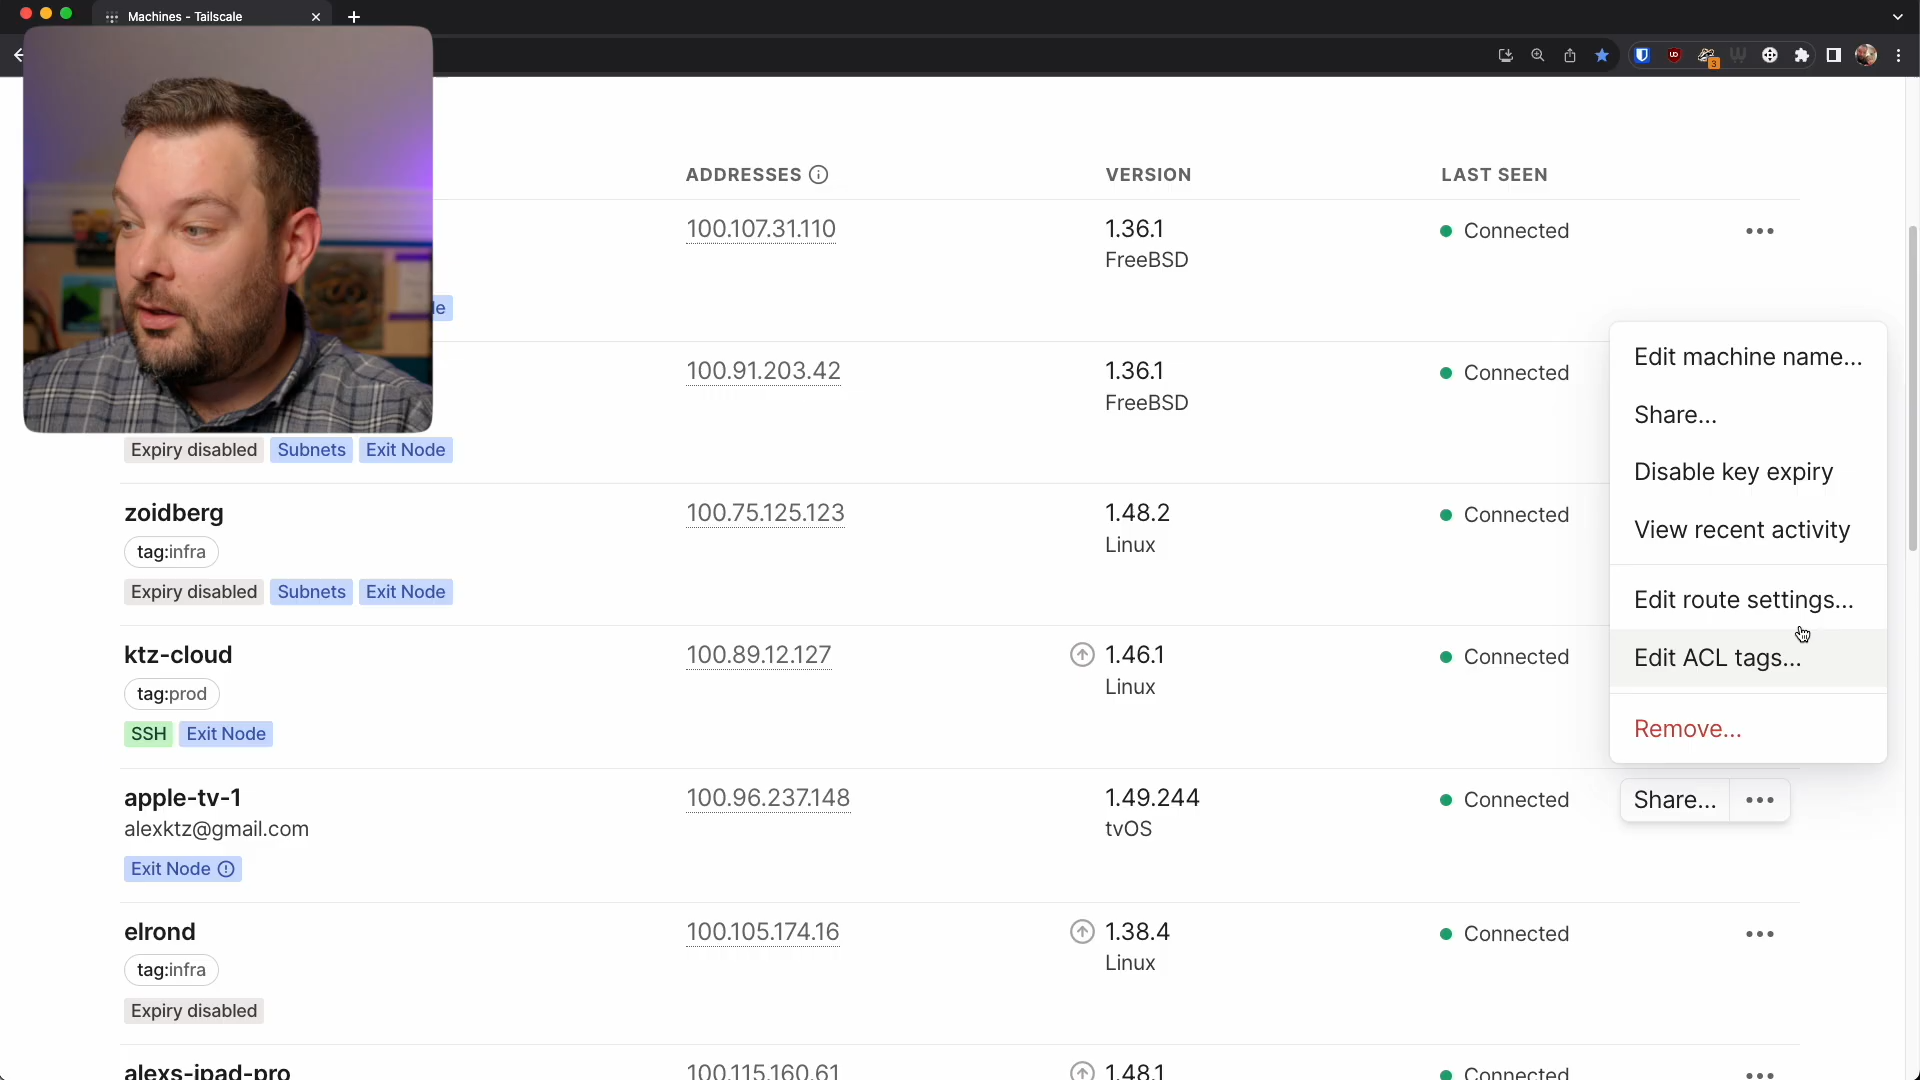 Machines - Tailscale
3
ADDRESSES
VERSION
LAST SEEN
100.107.31.110
1.36.1
Connected
FreeBSD
100.91.203.42
1.36.1
Connected
FreeBSD
Expiry disabled Subnets Exit Node
zoidberg
100.75.125.123
1.48.2
Connected
tag:infra
Linux
Expiry disabled Subnets Exit Node
ktz-cloud
100.89.12.127
1.46.1
Connected
tag:prod
Linux
SSH Exit Node
Edit machine name...
Share...
Disable key expiry
View recent activity
Edit route settings...
Edit ACL tags...
Remove...
apple-tv-1
100.96.237.148
1.49.244
Connected
Share...
alexktz@gmail.com
tvOS
Exit Node
elrond
100.105.174.16
1.38.4
Connected
tag:infra
Linux
Expiry disabled
alexs-ipad-pro
100.115.160.61
1.48.1
Connected